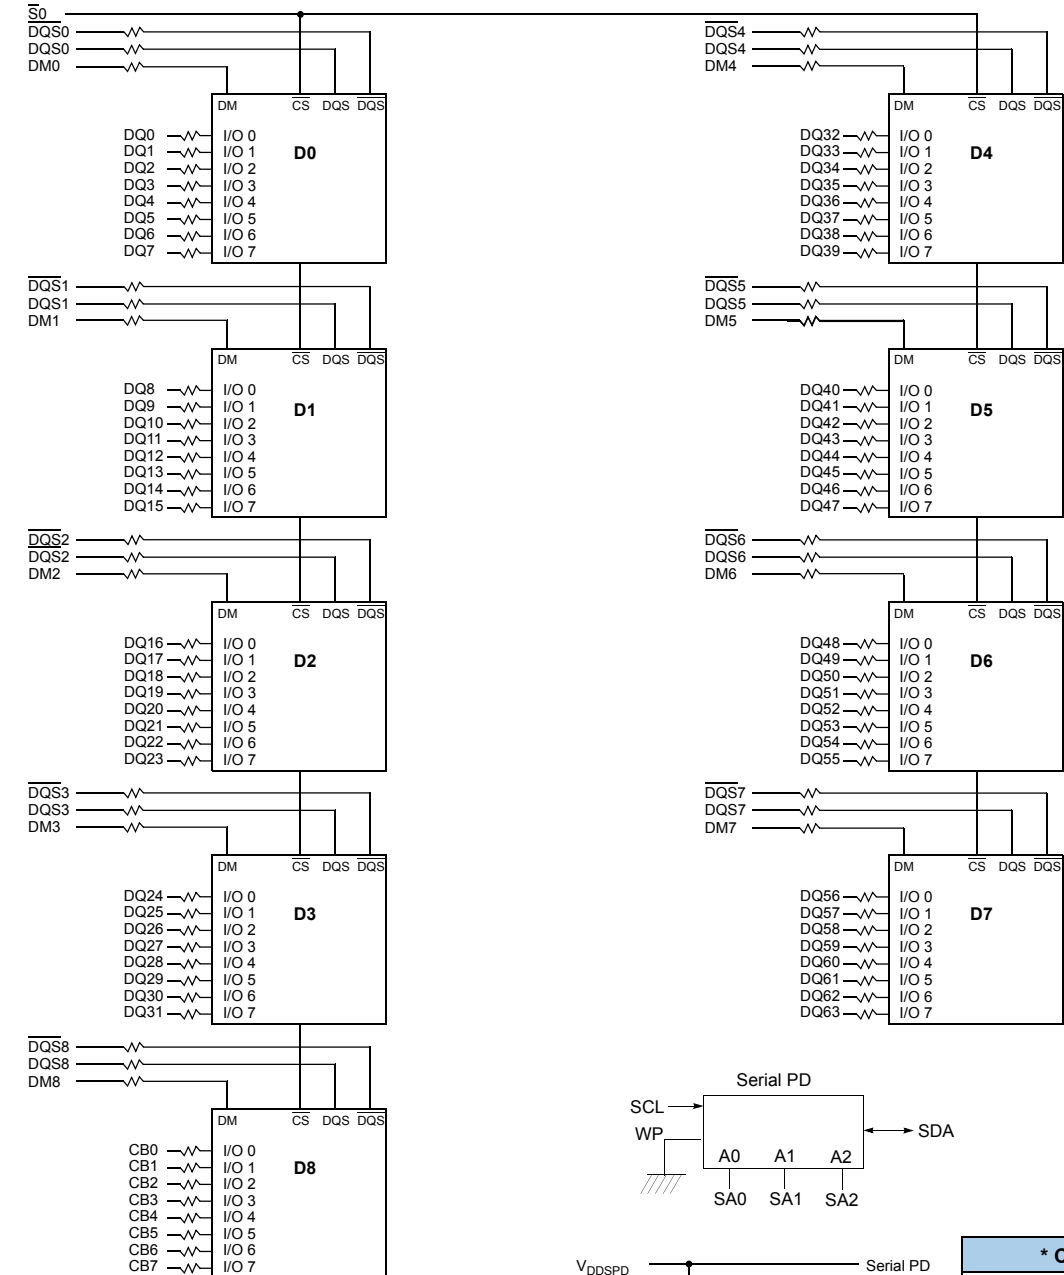 S0
DQS0
DQS0
DM0
DM CS DQS DQS
DQ0 I/O 0
DQ1 I/O 1
D0
DQ2 I/O 2
DQ3 I/O 3
DQ4 I/O 4
DQ5 I/O 5
DQ6 I/O 6
DQ7 I/O 7
DQS1
DQS1
DM1
DM CS DQS DQS
DQ8 I/O 0
DQ9 I/O 1
D1
DQ10 I/O 2
DQ11 I/O 3
DQ12 I/O 4
DQ13 I/O 5
DQ14 I/O 6
DQ15 I/O 7
DQS2
DQS2
DM2
DM CS DQS DQS
DQ16 I/O 0
DQ17 I/O 1
D2
DQ18 I/O 2
DQ19 I/O 3
DQ20 I/O 4
DQ21 I/O 5
DQ22 I/O 6
DQ23 I/O 7
DQS3
DQS3
DM3
DM CS DQS DQS
DQ24 I/O 0
DQ25 I/O 1
D3
DQ26 I/O 2
DQ27 I/O 3
DQ28 I/O 4
DQ29 I/O 5
DQ30 I/O 6
DQ31 I/O 7
DQS8
DQS8
DM8
DM CS DQS DQS
CB0 I/O 0
CB1 I/O 1
D8
CB2 I/O 2
CB3 I/O 3
CB4 I/O 4
CB5 I/O 5
CB6 I/O 6
CB7 I/O 7
DQS4
DQS4
DM4
DM CS DQS DQS
DQ32 I/O 0
DQ33 I/O 1
D4
DQ34 I/O 2
DQ35 I/O 3
DQ36 I/O 4
DQ37 I/O 5
DQ38 I/O 6
DQ39 I/O 7
DQS5
DQS5
DM5
DM CS DQS DQS
DQ40 I/O 0
DQ41 I/O 1
D5
DQ42 I/O 2
DQ43 I/O 3
DQ44 I/O 4
DQ45 I/O 5
DQ46 I/O 6
DQ47 I/O 7
DQS6
DQS6
DM6
DM CS DQS DQS
DQ48 I/O 0
DQ49 I/O 1
D6
DQ50 I/O 2
DQ51 I/O 3
DQ52 I/O 4
DQ53 I/O 5
DQ54 I/O 6
DQ55 I/O 7
DQS7
DQS7
DM7
DM CS DQS DQS
DQ56 I/O 0
DQ57 I/O 1
D7
DQ58 I/O 2
DQ59 I/O 3
DQ60 I/O 4
DQ61 I/O 5
DQ62 I/O 6
DQ63 I/O 7
Serial PD
SCL
WP
SDA
A0 A1 A2
SA0 SA1 SA2
VDDSPD Serial PD
* C